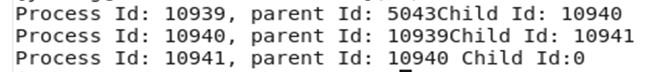 Process Id: 10939, parent Id: 5043Child Id: 10940
Process Id: 10940, parent Id: 10939Child Id: 10941
Process Id: 10941, parent Id: 10940 Child Id:0